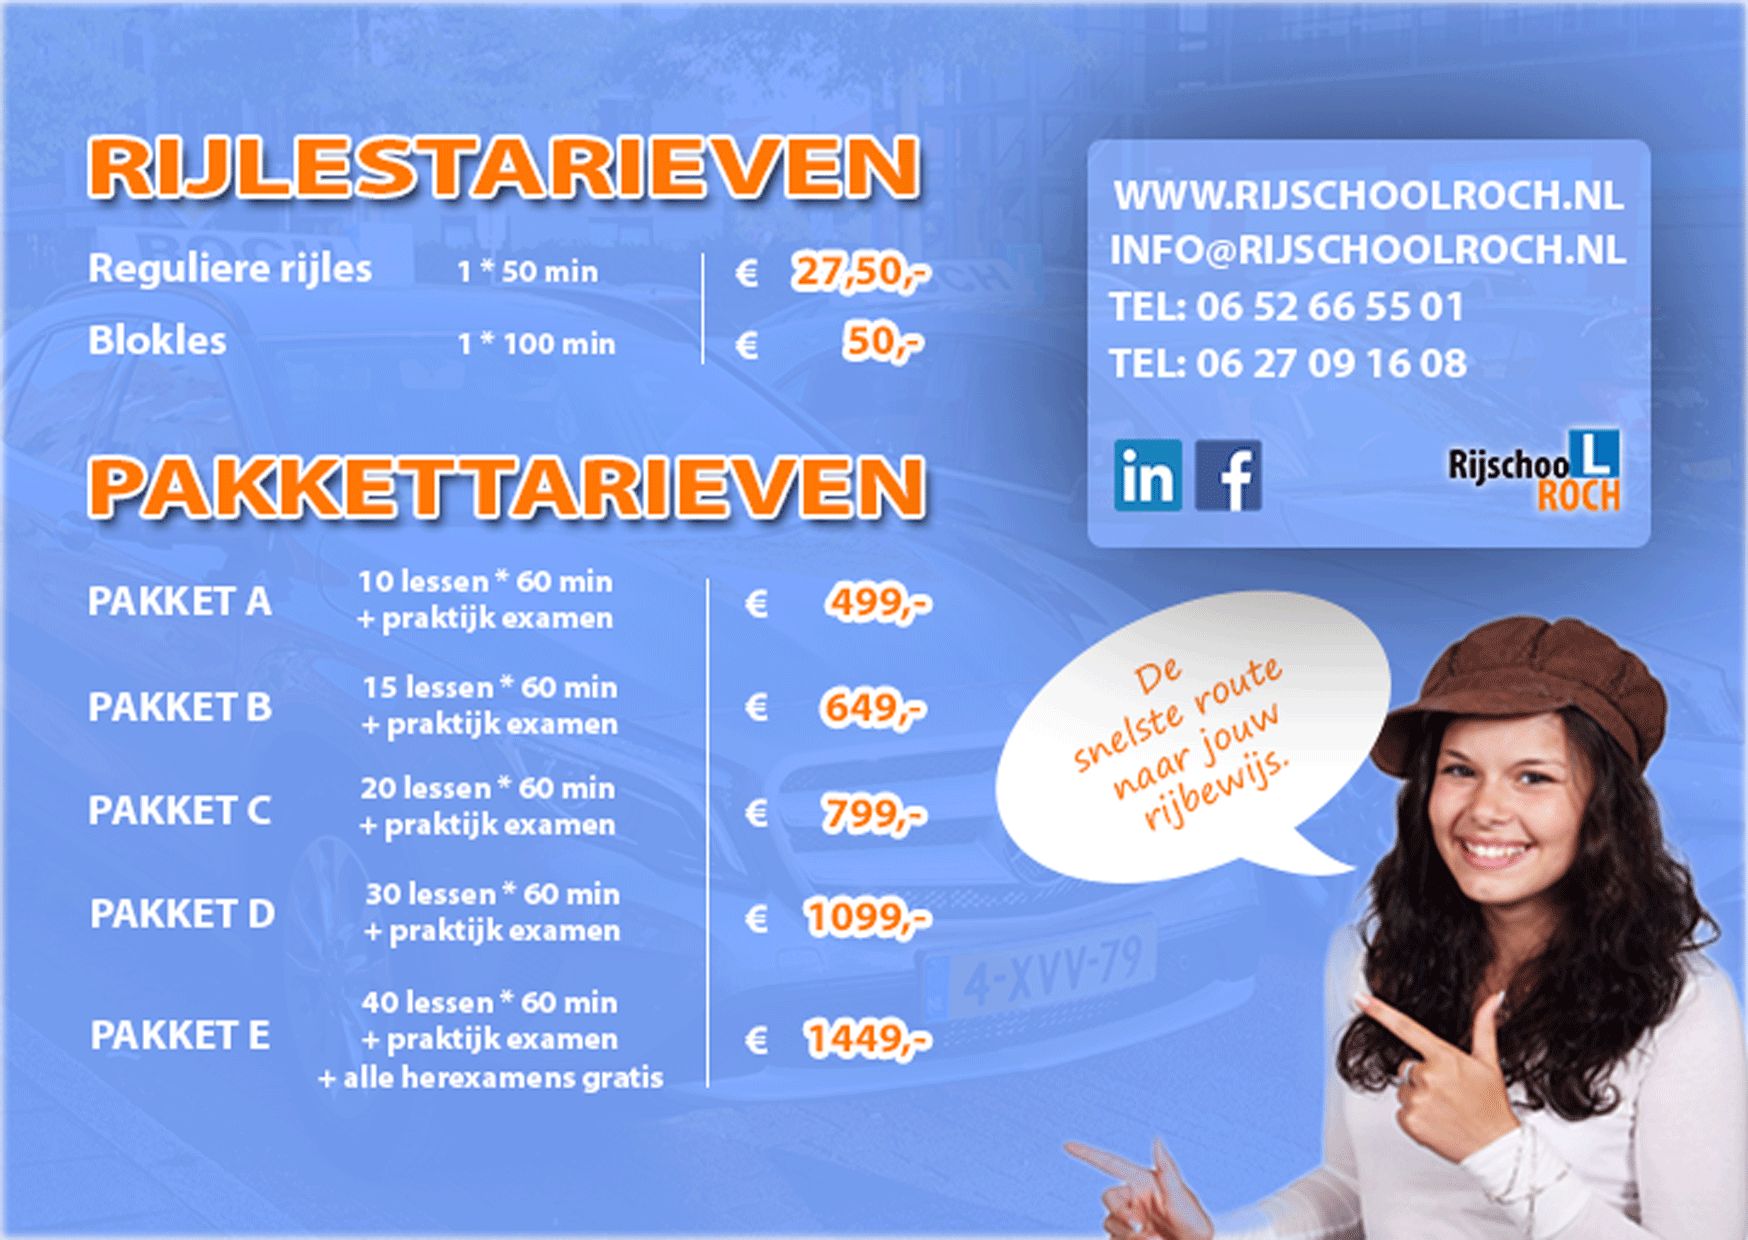 RIJLESTARIEVEN
Reguliere rijles 1 * 50 min € 27,50,-
Blokles 1 * 100 min € 50,-
PAKKETTARIEVEN
PAKKET A 10 lessen * 60 min € 499,-
+ praktijk examen
PAKKET B 15 lessen * 60 min € 649,-
+ praktijk examen
PAKKET C 20 lessen * 60 min € 799,-
+ praktijk examen
PAKKET D 30 lessen * 60 min € 1099,-
+ praktijk examen
PAKKET E 40 lessen * 60 min € 1449,-
+ praktijk examen
+ alle herexamens gratis
WWW.RIJSCHOOLROCH.NL
INFO@RIJSCHOOLROCH.NL
TEL: 06 52 66 55 01
TEL: 06 27 09 16 08
in f
RijschooL
ROCH
De
snelste route
naar jouw
rijbewijs.
ROCH
OCH
4-XVV-79